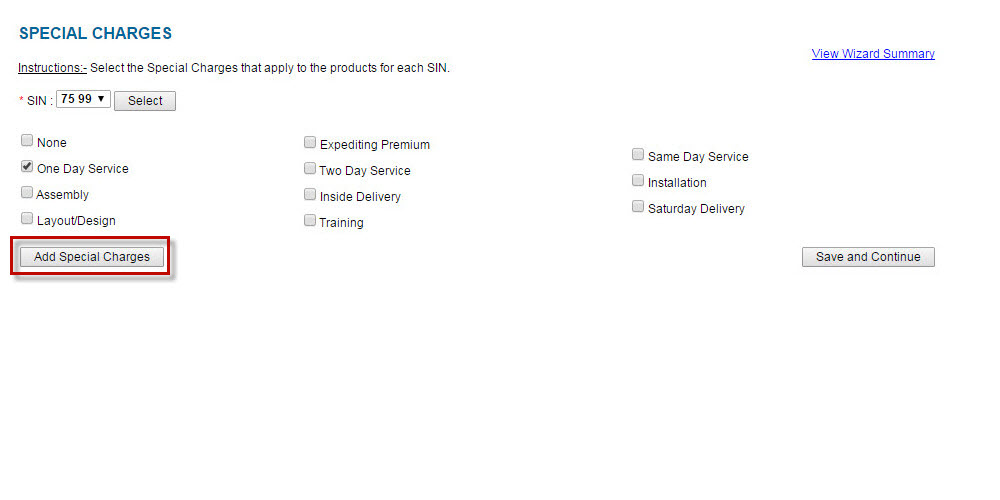 SPECIAL CHARGES
View Wizard Summary
Instructions:- Select the Special Charges that apply to the products for each SIN.
* SIN : 75 99 Select
None
One Day Service
Assembly
Layout/Design
Expediting Premium
Two Day Service
Inside Delivery
Training
Same Day Service
Installation
Saturday Delivery
Add Special Charges
Save and Continue